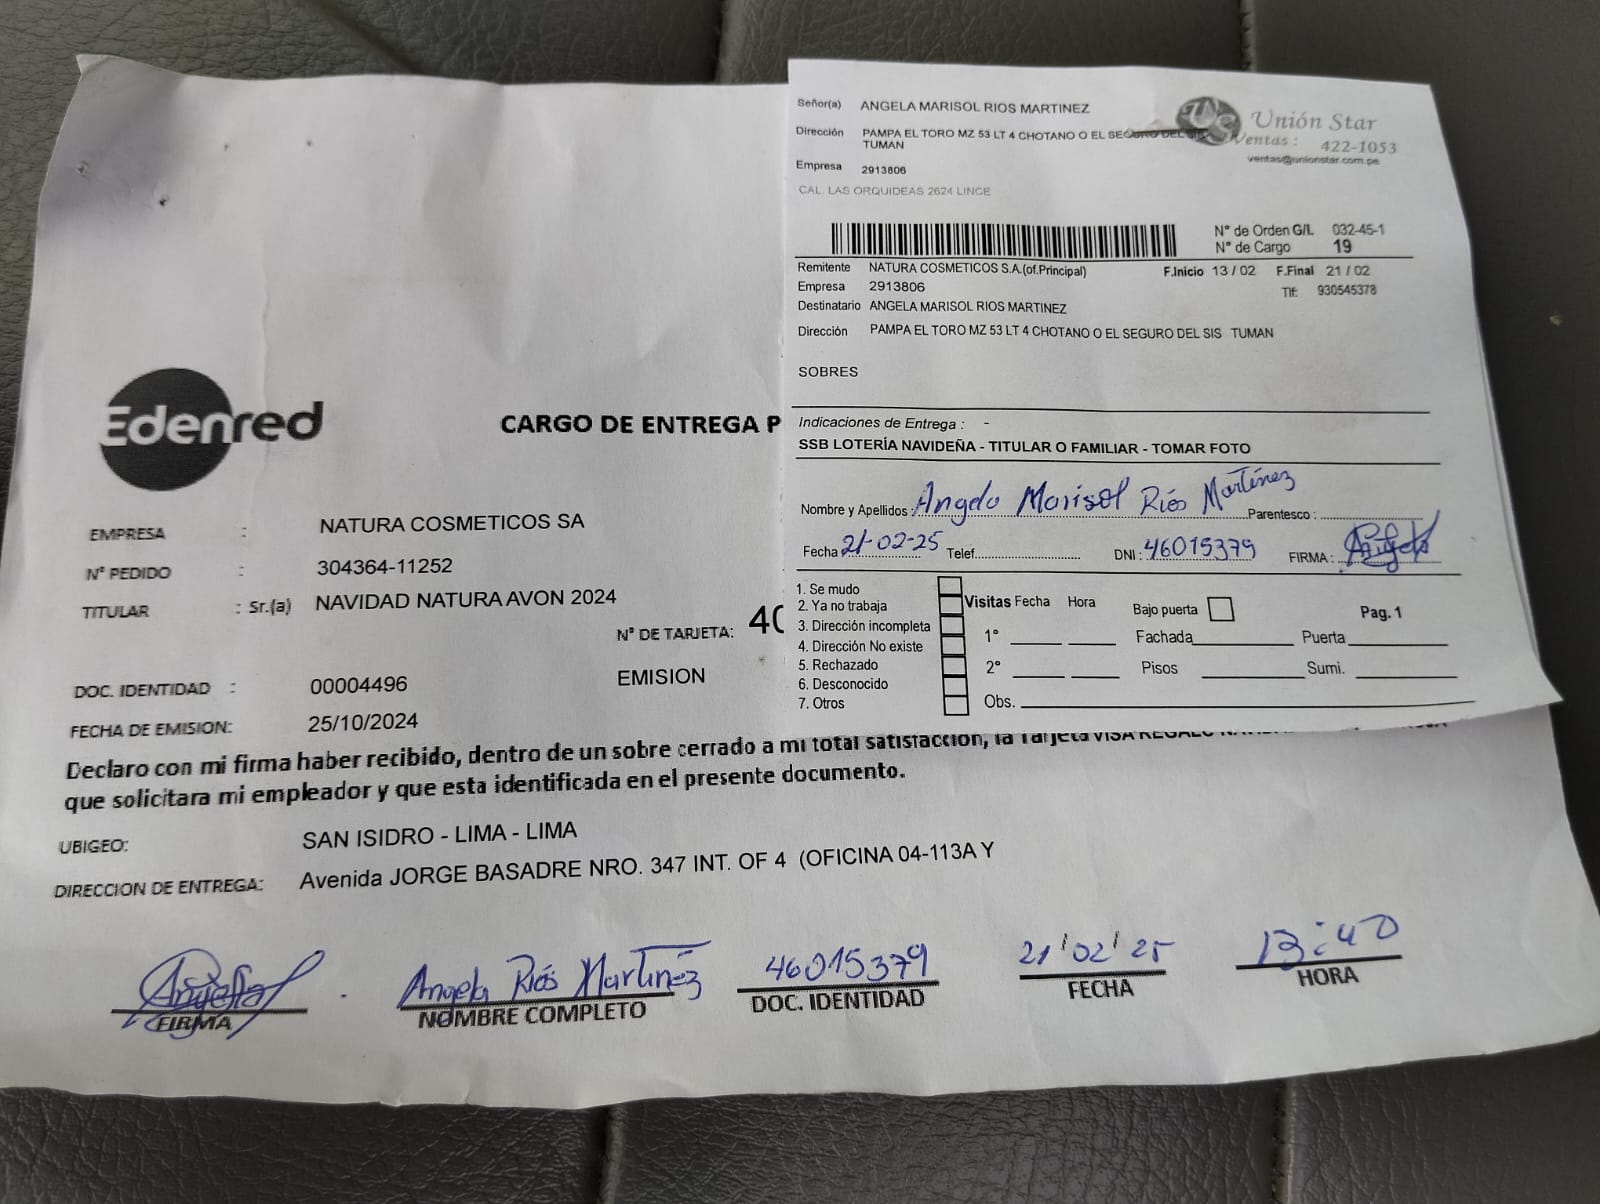 Señor(a) ANGELA MARISOL RIOS MARTINEZ
Dirección PAMPA EL TORO MZ 53 LT 4 CHOTANO O EL SEGURO DEL SIS
TUMAN
Empresa 2913806
CAL. LAS ORQUIDEAS 2624 LINCE
US Unión Star
Ventas : 422-1053
ventas@unionstar.com.pe
N° de Orden G/I. 032-45-1
N° de Cargo 19
Remitente NATURA COSMETICOS S.A.(of.Principal) F.Inicio 13 / 02 F.Final 21 / 02
Empresa 2913806 Tlf: 930545378
Destinatario ANGELA MARISOL RIOS MARTINEZ
Dirección PAMPA EL TORO MZ 53 LT 4 CHOTANO O EL SEGURO DEL SIS TUMAN
SOBRES
Indicaciones de Entrega : -
SSB LOTERÍA NAVIDEÑA - TITULAR O FAMILIAR - TOMAR FOTO
Nombre y Apellidos : Angela Marisol Ríos Martínez Parentesco :
Fecha 21-02-25 Telef. DNI : 46015379 FIRMA : Angela
1. Se mudo
2. Ya no trabaja
3. Dirección incompleta
4. Dirección No existe
5. Rechazado
6. Desconocido
7. Otros
Visitas Fecha Hora Bajo puerta Pag. 1
1° Fachada Puerta
2° Pisos Sumi.
Obs.
Edenred
CARGO DE ENTREGA P
EMPRESA : NATURA COSMETICOS SA
N° PEDIDO : 304364-11252
TITULAR : Sr.(a) NAVIDAD NATURA AVON 2024
N° DE TARJETA: 40
DOC. IDENTIDAD : 00004496 EMISION
FECHA DE EMISION: 25/10/2024
Declaro con mi firma haber recibido, dentro de un sobre cerrado a mi total satisfaccion, la Tarjeta VISA REGALO
que solicitara mi empleador y que esta identificada en el presente documento.
UBIGEO: SAN ISIDRO - LIMA - LIMA
DIRECCION DE ENTREGA: Avenida JORGE BASADRE NRO. 347 INT. OF 4 (OFICINA 04-113A Y
Angela Angela Ríos Martínez 46015379 21/02/25 13:40
FIRMA NOMBRE COMPLETO DOC. IDENTIDAD FECHA HORA